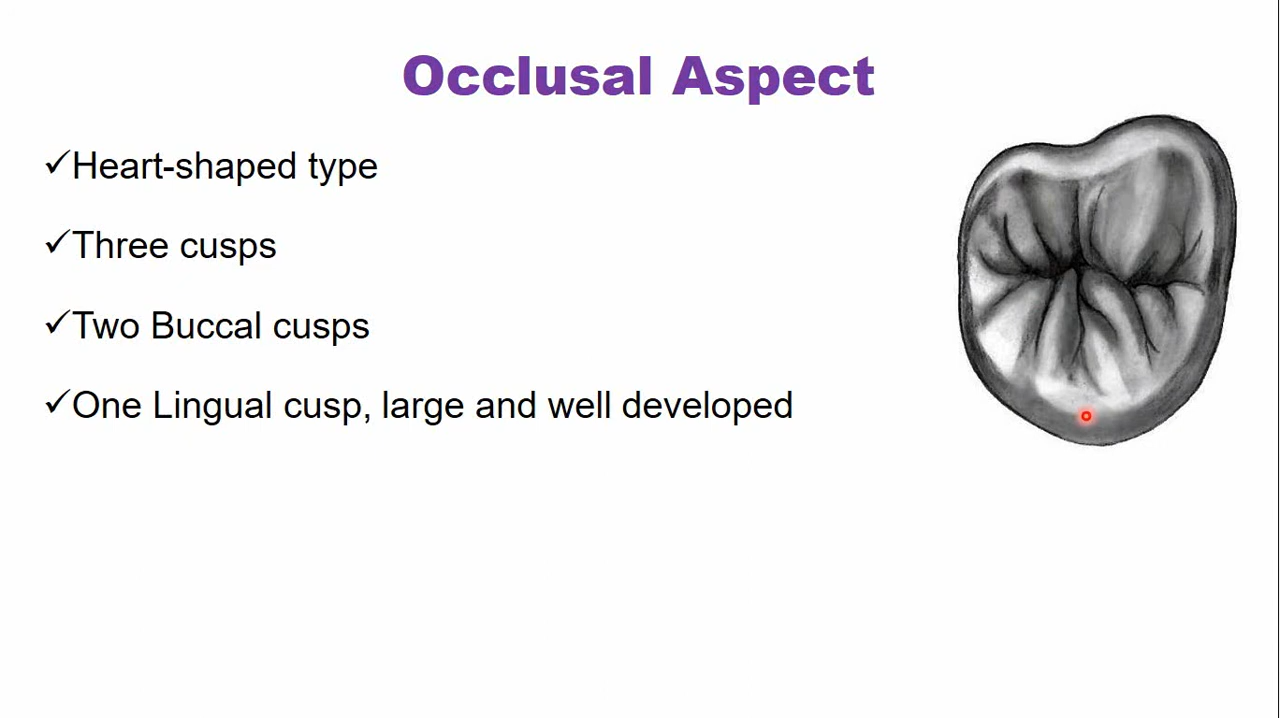 Occlusal Aspect
✓Heart-shaped type
✓Three cusps
✓Two Buccal cusps
✓One Lingual cusp, large and well developed